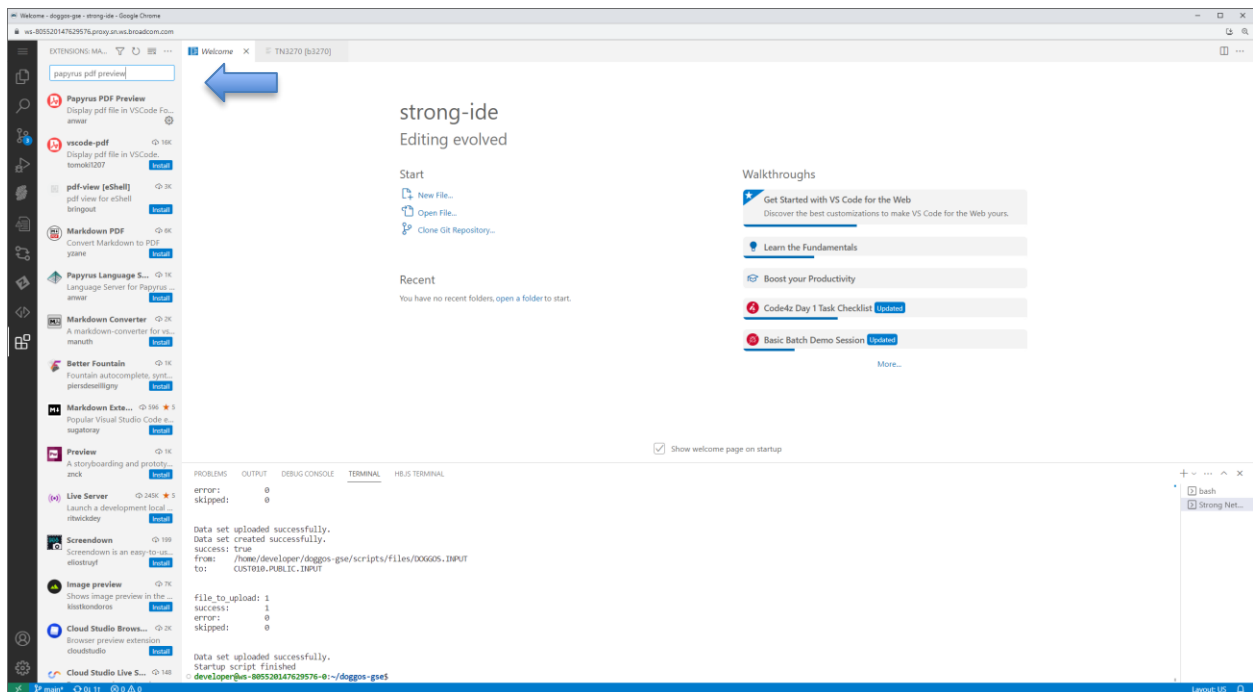 Welcome - doggos-gse - strong-ide - Google Chrome
ws-805520147629576.proxy.sn.ws.broadcom.com
EXTENSIONS: MA...
Welcome
TN3270 [b3270]
papyrus pdf preview
Papyrus PDF Preview
Display pdf file in VSCode Fo...
anwar
vscode-pdf 18K
Display pdf file in VSCode.
tomoki1207 Install
pdf-view [eShell] 3K
pdf view for eShell
bringout Install
Markdown PDF 6K
Convert Markdown to PDF
yzane Install
Papyrus Language S... 1K
Language Server for Papyrus ...
anwar Install
Markdown Converter 2K
A markdown-converter for vs...
manuth Install
Better Fountain 1K
Fountain autocomplete, synt...
piersdeseilligny Install
Markdown Exte... 596 5
Popular Visual Studio Code e...
sugatoray Install
Preview 1K
A storyboarding and prototy...
znck Install
Live Server 245K 5
Launch a development local ...
ritwickdey Install
Screendown 199
Screendown is an easy-to-us...
eliostruyf Install
Image preview 7K
Shows image preview in the ...
kisstkondoros Install
Cloud Studio Brows... 2K
Browser preview extension
cloudstudio Install
Cloud Studio Live S... 148
strong-ide
Editing evolved
Start
New File...
Open File...
Clone Git Repository...
Recent
You have no recent folders, open a folder to start.
Walkthroughs
Get Started with VS Code for the Web
Discover the best customizations to make VS Code for the Web yours.
Learn the Fundamentals
Boost your Productivity
Code4z Day 1 Task Checklist Updated
Basic Batch Demo Session Updated
More...
Show welcome page on startup
PROBLEMS OUTPUT DEBUG CONSOLE TERMINAL HBJS TERMINAL
error: 0
skipped: 0
Data set uploaded successfully.
Data set created successfully.
success: true
from: /home/developer/doggos-gse/scripts/files/DOGGOS.INPUT
to: CUST010.PUBLIC.INPUT
file_to_upload: 1
success: 1
error: 0
skipped: 0
Data set uploaded successfully.
Startup script finished
developer@ws-805520147629576-0:~/doggos-gse$
bash
Strong Net...
main* 0↓ 1↑ 0 0 Layout: US